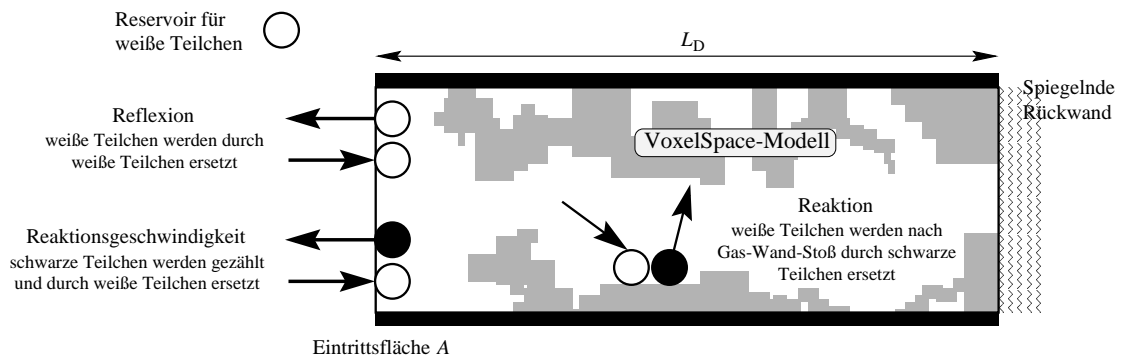 Reservoir für
weiße Teilchen
L_D
Spiegelnde
Rückwand
Reflexion
weiße Teilchen werden durch
weiße Teilchen ersetzt
VoxelSpace-Modell
Reaktion
weiße Teilchen werden nach
Gas-Wand-Stoß durch schwarze
Teilchen ersetzt
Reaktionsgeschwindigkeit
schwarze Teilchen werden gezählt
und durch weiße Teilchen ersetzt
Eintrittsfläche A